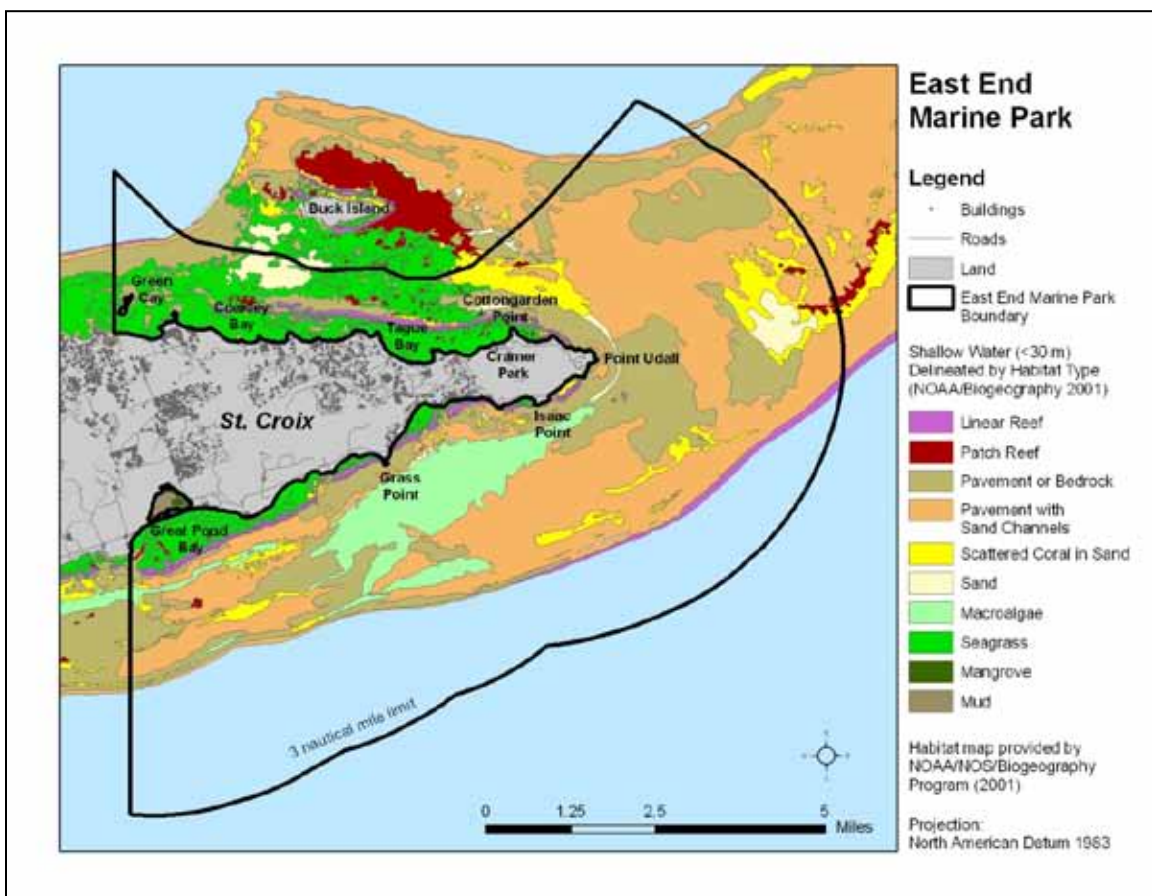 East End
Marine Park
Legend
Buildings
Roads
Land
East End Marine Park
Boundary
Shallow Water (<30 m)
Delineated by Habitat Type
(NOAA/Biogeography 2001)
Linear Reef
Patch Reef
Pavement or Bedrock
Pavement with
Sand Channels
Scattered Coral in Sand
Sand
Macroalgae
Seagrass
Mangrove
Mud
Habitat map provided by
NOAA/NOS/Biogeography
Program (2001)
Projection:
North American Datum 1983
Buck Island
Green
Cay
Coakley
Bay
Cottongarden
Point
Tague
Bay
Cramer
Park
Point Udall
St. Croix
Isaac
Point
Grass
Point
Great Pond
Bay
3 nautical mile limit
0 1.25 2.5 5
Miles